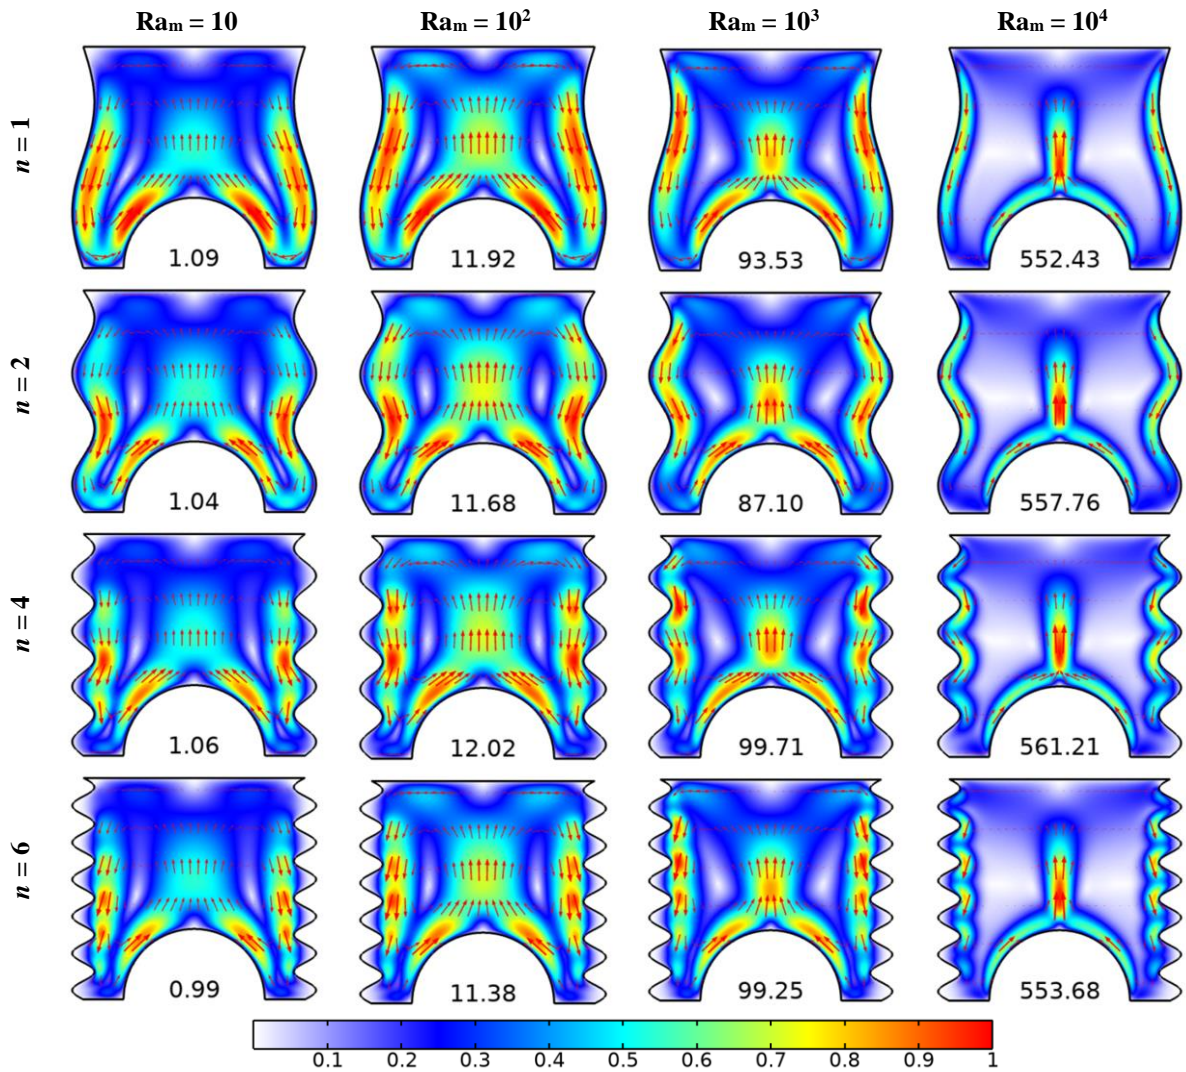 Raₘ = 10 Raₘ = 10² Raₘ = 10³ Raₘ = 10⁴
n = 1
1.09 11.92 93.53 552.43
n = 2
1.04 11.68 87.10 557.76
n = 4
1.06 12.02 99.71 561.21
n = 6
0.99 11.38 99.25 553.68
0.1 0.2 0.3 0.4 0.5 0.6 0.7 0.8 0.9 1